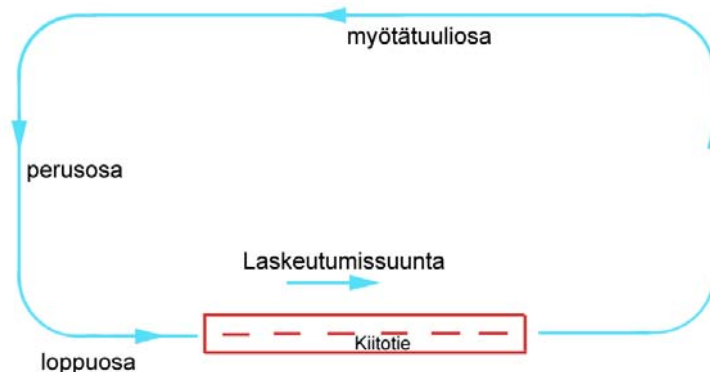 myötätuuliosa
perusosa
Laskeutumissuunta
Kiitotie
loppuosa